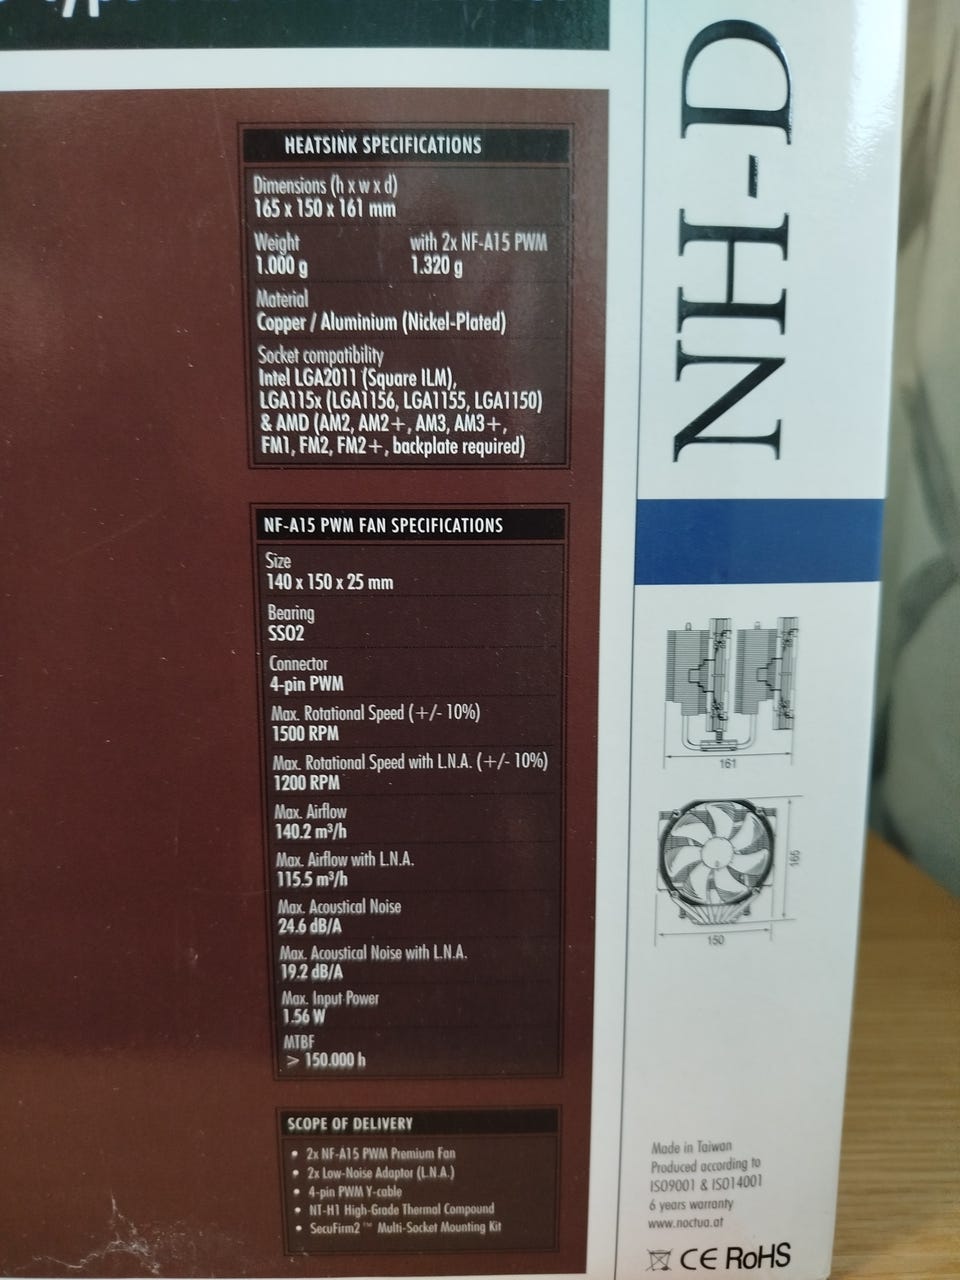 HEATSINK SPECIFICATIONS
Dimensions (h x w x d)
165 x 150 x 161 mm
Weight with 2x NF-A15 PWM
1.000 g 1.320 g
Material
Copper / Aluminium (Nickel-Plated)
Socket compatibility
Intel LGA2011 (Square ILM),
LGA115x (LGA1156, LGA1155, LGA1150)
& AMD (AM2, AM2+, AM3, AM3+,
FM1, FM2, FM2+, backplate required)
NF-A15 PWM FAN SPECIFICATIONS
Size
140 x 150 x 25 mm
Bearing
SSO2
Connector
4-pin PWM
Max. Rotational Speed (+/- 10%)
1500 RPM
Max. Rotational Speed with L.N.A. (+/- 10%)
1200 RPM
Max. Airflow
140.2 m³/h
Max. Airflow with L.N.A.
115.5 m³/h
Max. Acoustical Noise
24.6 dB/A
Max. Acoustical Noise with L.N.A.
19.2 dB/A
Max. Input Power
1.56 W
MTBF
> 150.000 h
SCOPE OF DELIVERY
• 2x NF-A15 PWM Premium Fan
• 2x Low-Noise Adaptor (L.N.A.)
• 4-pin PWM Y-cable
• NT-H1 High-Grade Thermal Compound
• SecuFirm2™ Multi-Socket Mounting Kit
NH-D
161
165
150
Made in Taiwan
Produced according to
ISO9001 & ISO14001
6 years warranty
www.noctua.at
CE RoHS